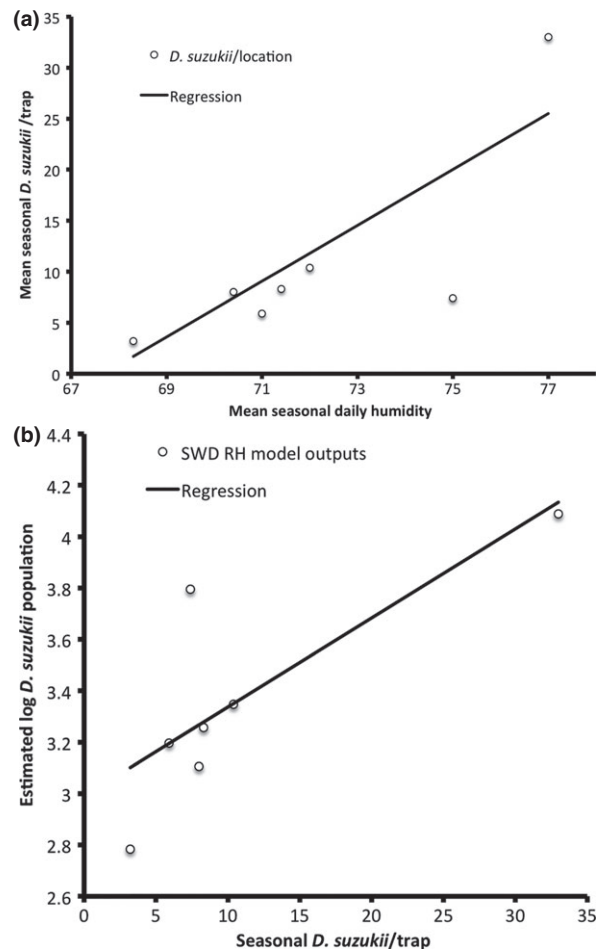 (a)
35
30
25
20
15
10
5
0
Mean seasonal D. suzukii /trap
D. suzukii/location
Regression
67 69 71 73 75 77
Mean seasonal daily humidity
(b)
4.4
4.2
4
3.8
3.6
3.4
3.2
3
2.8
2.6
Estimated log D. suzukii population
SWD RH model outputs
Regression
0 5 10 15 20 25 30 35
Seasonal D. suzukii/trap